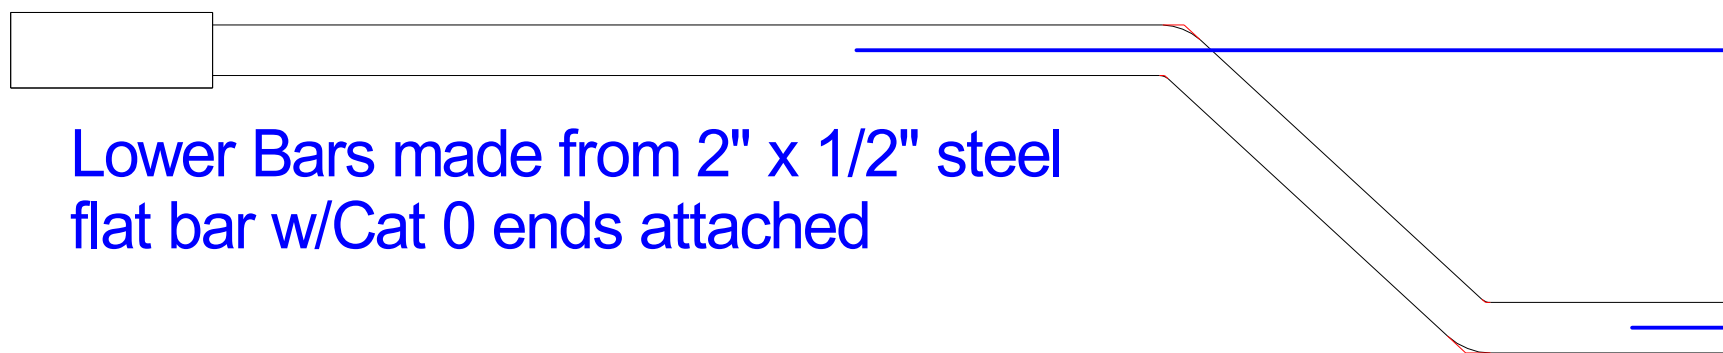 Lower Bars made from 2" x 1/2" steel
flat bar w/Cat 0 ends attached